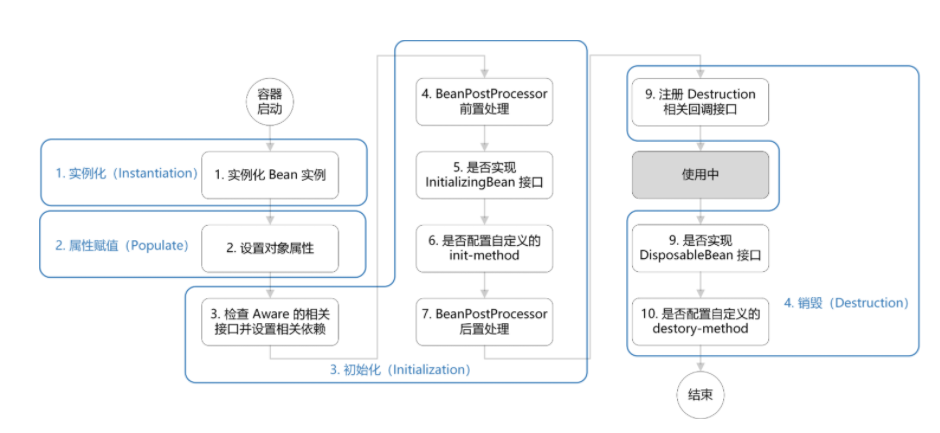 容器
启动
1. 实例化（Instantiation）
1. 实例化 Bean 实例
2. 属性赋值（Populate）
2. 设置对象属性
3. 检查 Aware 的相关
接口并设置相关依赖
3. 初始化（Initialization）
4. BeanPostProcessor
前置处理
5. 是否实现
InitializingBean 接口
6. 是否配置自定义的
init-method
7. BeanPostProcessor
后置处理
9. 注册 Destruction
相关回调接口
使用中
9. 是否实现
DisposableBean 接口
10. 是否配置自定义的
destory-method
4. 销毁（Destruction）
结束